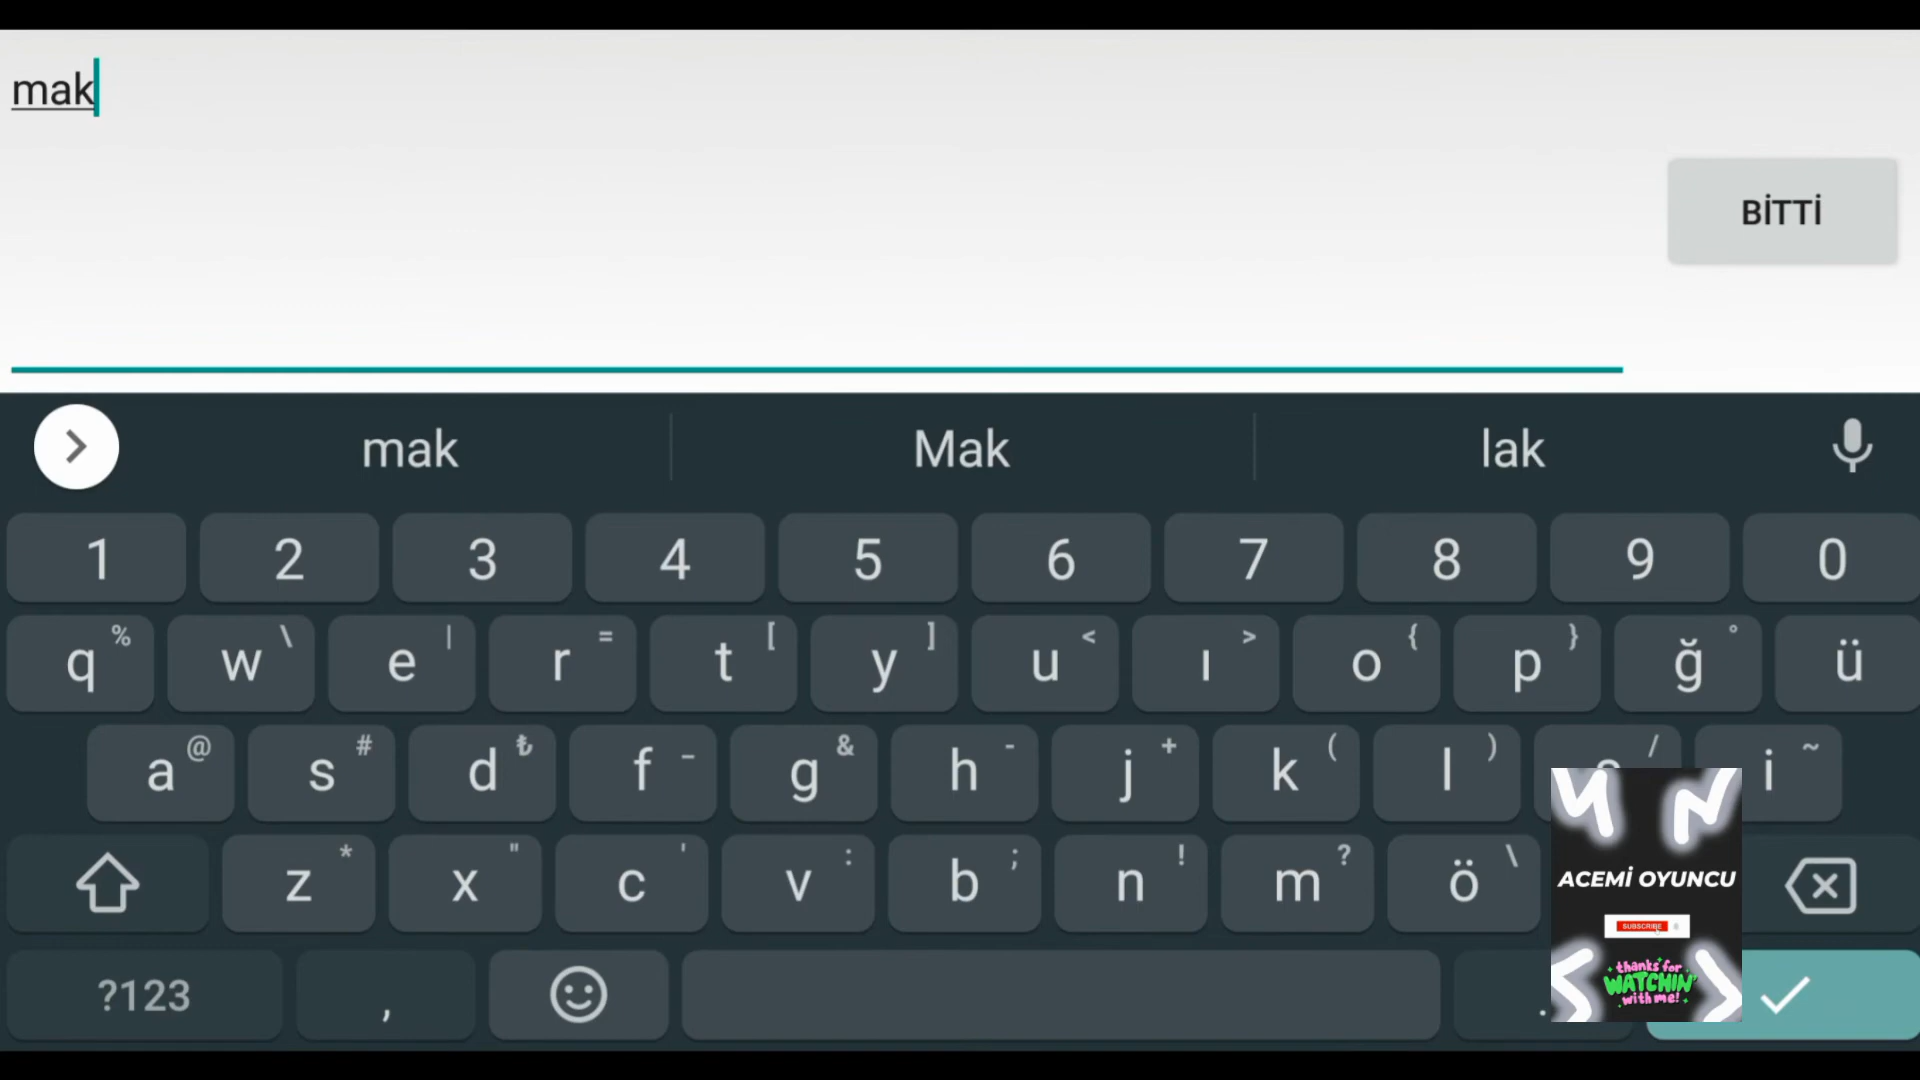 mak
BİTTİ
mak Mak lak
1 2 3 4 5 6 7 8 9 0
q % w \ e | r = t [ y ] u < ı > o { p } ğ ° ü
a @ s # d ₺ f _ g & h - j + k ( l ) / i ~
z * x " c ' v : b ; n ! m ? ö \
ACEMİ OYUNCU
SUBSCRIBE
thanks for
WATCHIN'
with me!
?123 , .